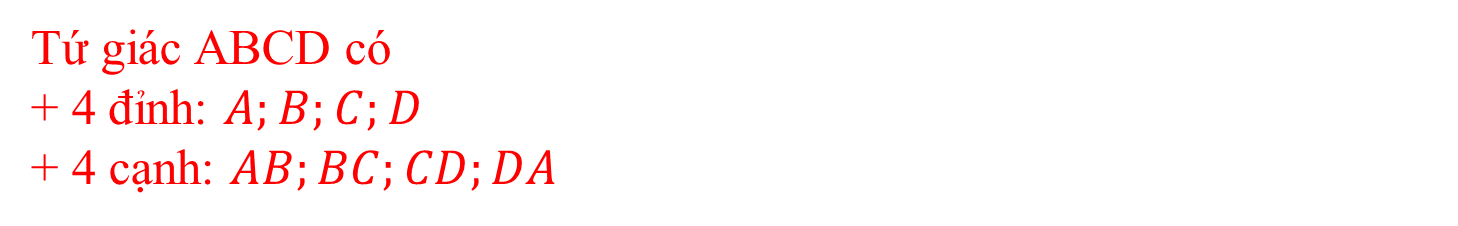 Tứ giác ABCD có
+ 4 đỉnh: A; B; C; D
+ 4 cạnh: AB; BC; CD; DA